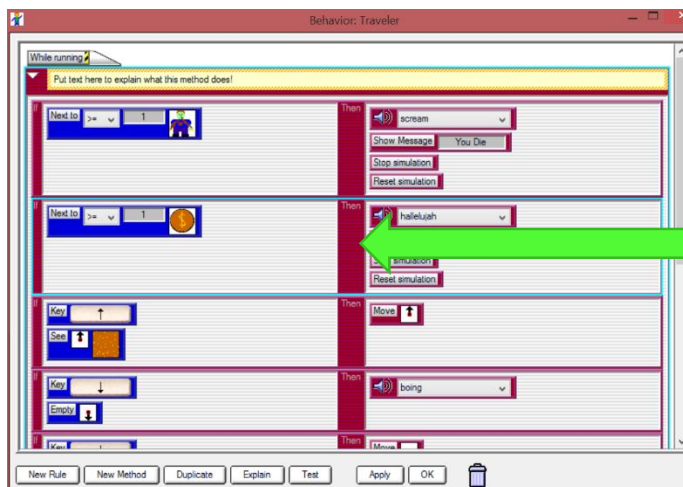 Behavior: Traveler
While running
Put text here to explain what this method does!
If
Next to >= 1
Then
scream
Show Message You Die
Stop simulation
Reset simulation
If
Next to >= 1
Then
hallelujah
simulation
Reset simulation
If
Key ↑
See
Then
Move
If
Key ↓
Empty
Then
boing
If
Key
Then
Move
New Rule New Method Duplicate Explain Test Apply OK